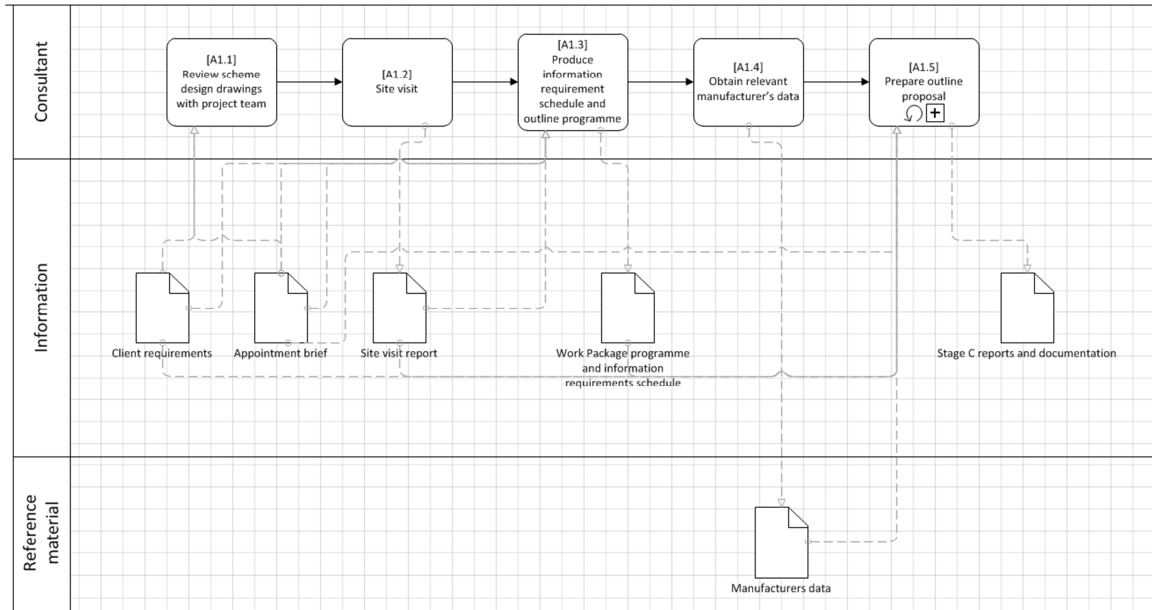 Consultant
[A1.1]
Review scheme
design drawings
with project team
[A1.2]
Site visit
[A1.3]
Produce
information
requirement
schedule and
outline programme
[A1.4]
Obtain relevant
manufacturer's data
[A1.5]
Prepare outline
proposal
Information
Client requirements
Appointment brief
Site visit report
Work Package programme
and information
requirements schedule
Stage C reports and documentation
Reference
material
Manufacturers data